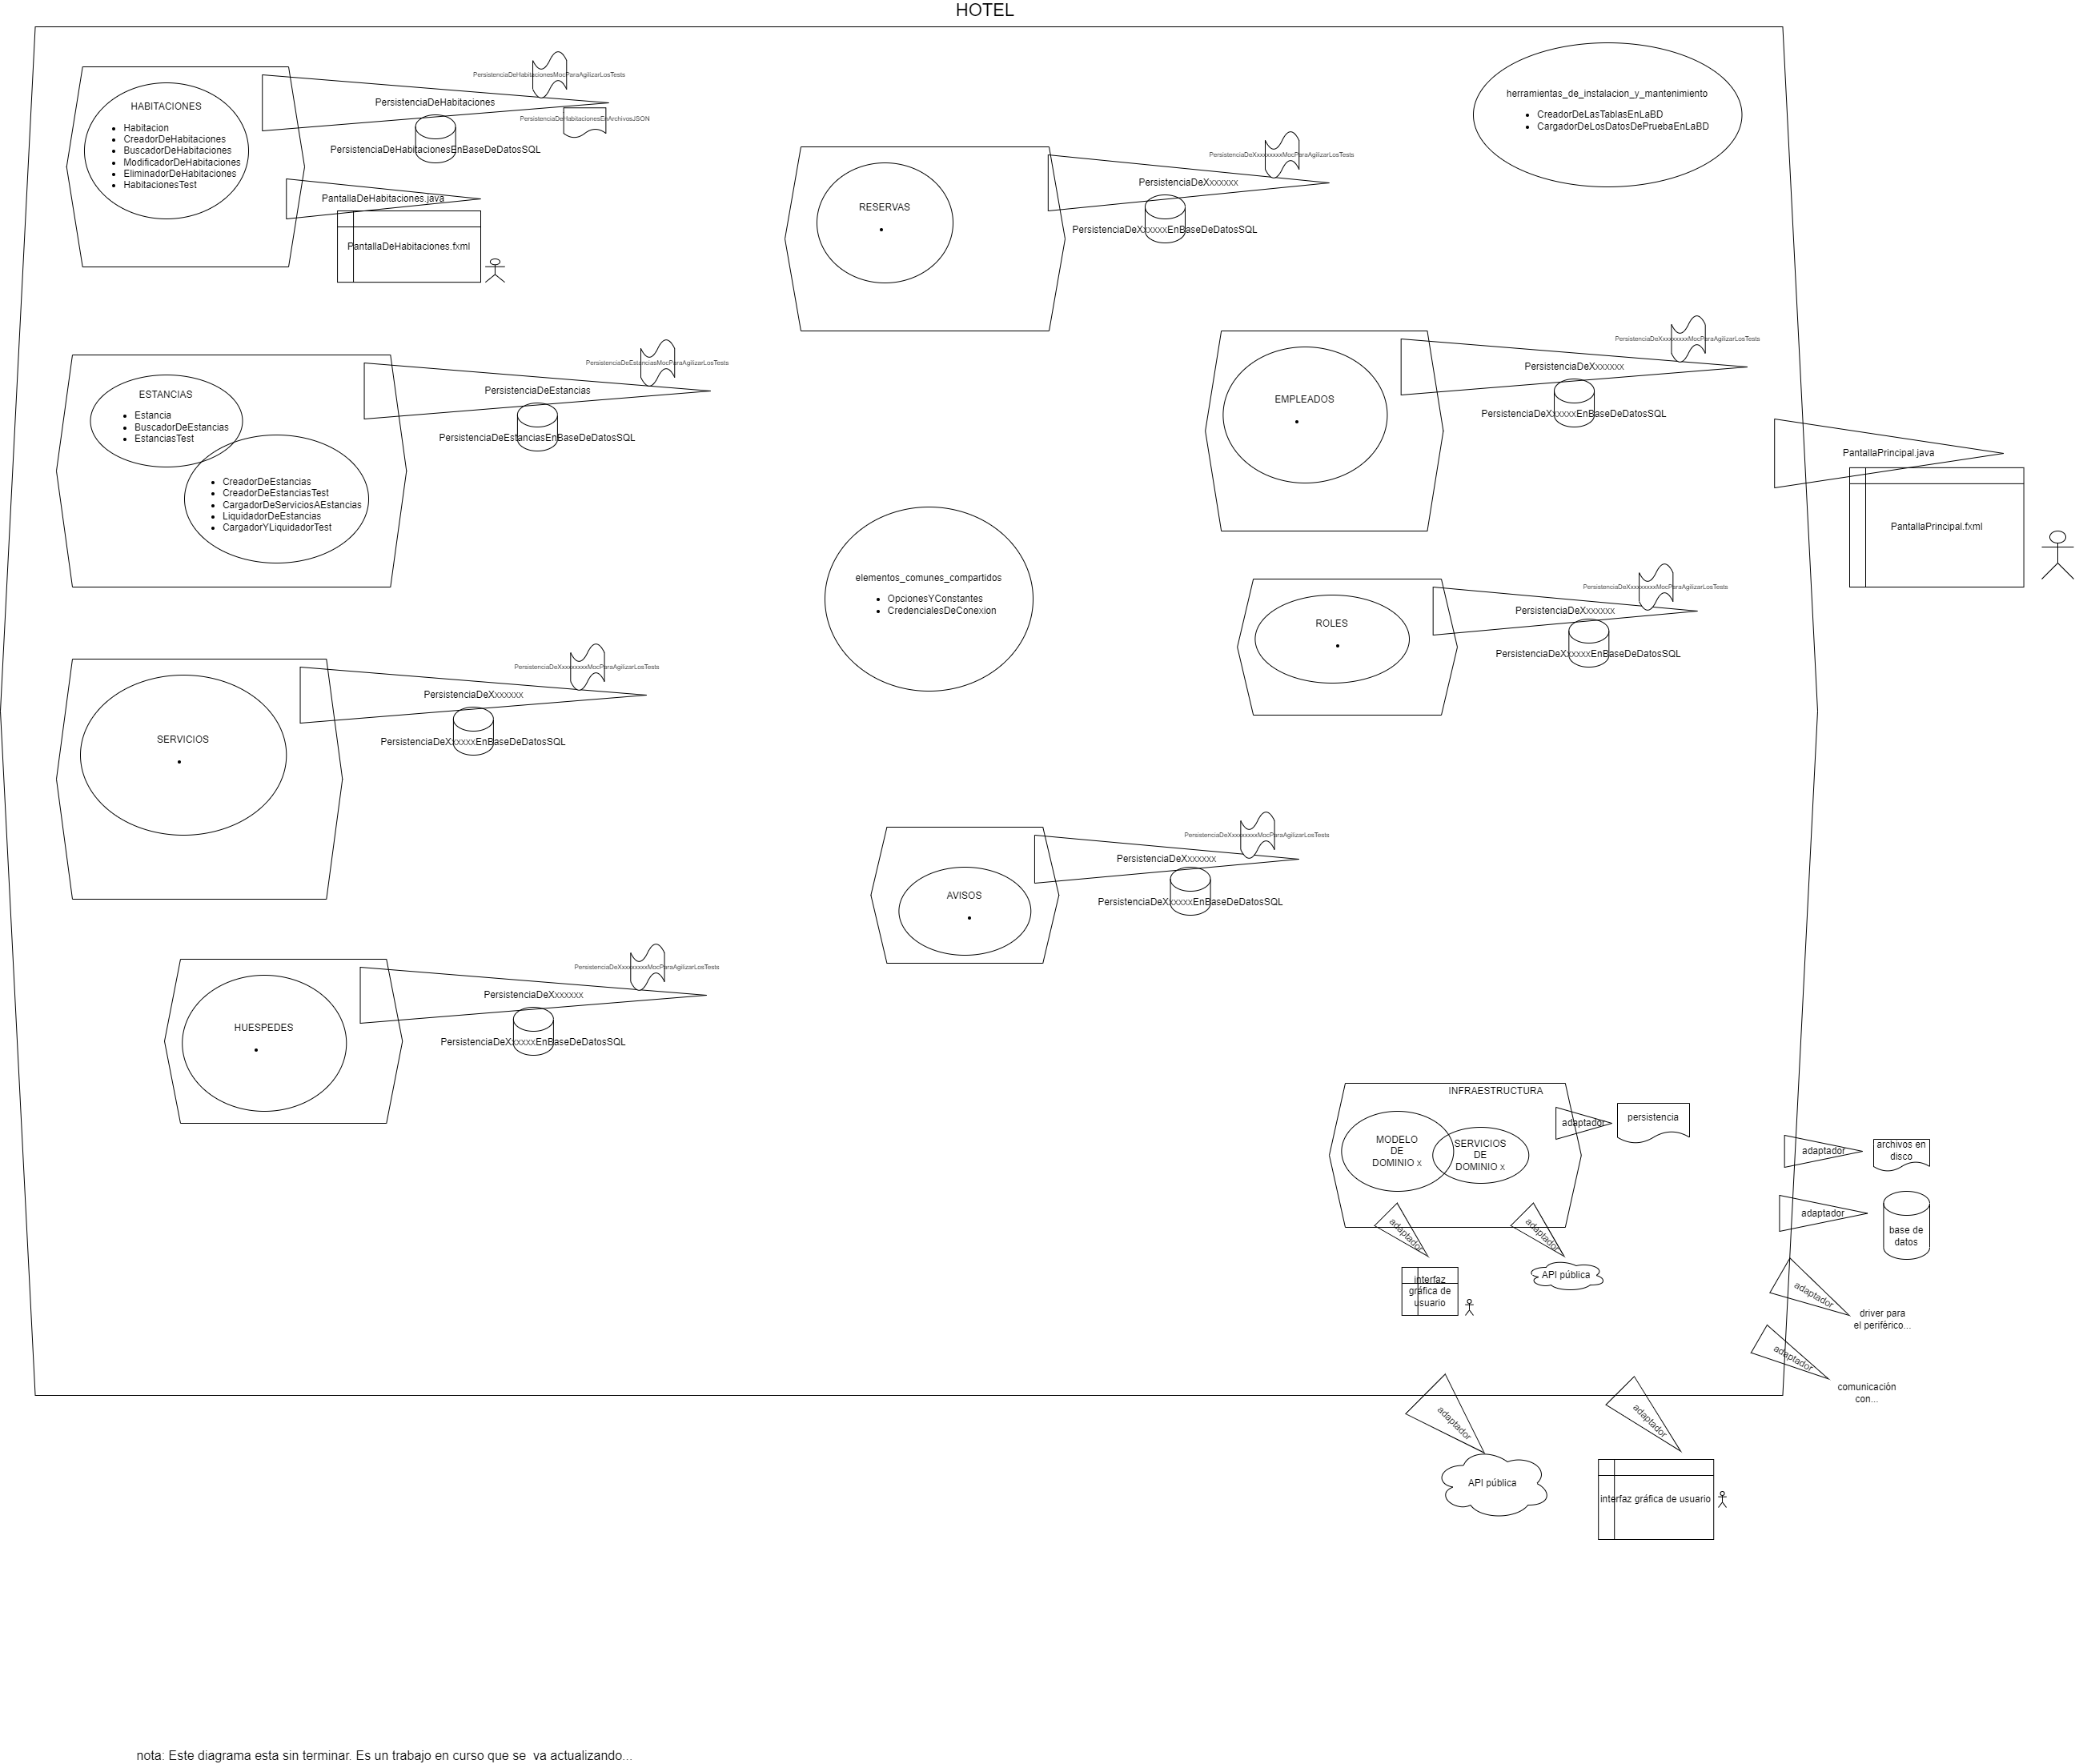 HOTEL
PersistenciaDeHabitacionesMocParaAgilizarLosTests
PersistenciaDeHabitaciones
PersistenciaDeHabitacionesEnArchivosJSON
PersistenciaDeHabitacionesEnBaseDeDatosSQL
HABITACIONES
• Habitacion
• CreadorDeHabitaciones
• BuscadorDeHabitaciones
• ModificadorDeHabitaciones
• EliminadorDeHabitaciones
• HabitacionesTest
PantallaDeHabitaciones.java
PantallaDeHabitaciones.fxml
herramientas_de_instalacion_y_mantenimiento
• CreadorDeLasTablasEnLaBD
• CargadorDeLosDatosDePruebaEnLaBD
RESERVAS
•
PersistenciaDeXxxxxxxxMocParaAgilizarLosTests
PersistenciaDeXxxxxxx
PersistenciaDeXxxxxxEnBaseDeDatosSQL
ESTANCIAS
• Estancia
• BuscadorDeEstancias
• EstanciasTest
• CreadorDeEstancias
• CreadorDeEstanciasTest
• CargadorDeServiciosAEstancias
• LiquidadorDeEstancias
• CargadorYLiquidadorTest
PersistenciaDeEstanciasMocParaAgilizarLosTests
PersistenciaDeEstancias
PersistenciaDeEstanciasEnBaseDeDatosSQL
EMPLEADOS
•
PersistenciaDeXxxxxxxxMocParaAgilizarLosTests
PersistenciaDeXxxxxxx
PersistenciaDeXxxxxxEnBaseDeDatosSQL
PantallaPrincipal.java
PantallaPrincipal.fxml
elementos_comunes_compartidos
• OpcionesYConstantes
• CredencialesDeConexion
ROLES
•
PersistenciaDeXxxxxxxxMocParaAgilizarLosTests
PersistenciaDeXxxxxxx
PersistenciaDeXxxxxxEnBaseDeDatosSQL
SERVICIOS
•
PersistenciaDeXxxxxxxxMocParaAgilizarLosTests
PersistenciaDeXxxxxxx
PersistenciaDeXxxxxxEnBaseDeDatosSQL
AVISOS
•
PersistenciaDeXxxxxxxxMocParaAgilizarLosTests
PersistenciaDeXxxxxxx
PersistenciaDeXxxxxxEnBaseDeDatosSQL
HUESPEDES
•
PersistenciaDeXxxxxxxxMocParaAgilizarLosTests
PersistenciaDeXxxxxxx
PersistenciaDeXxxxxxEnBaseDeDatosSQL
INFRAESTRUCTURA
MODELO
DE
DOMINIO x
SERVICIOS
DE
DOMINIO x
adaptador
persistencia
adaptador
interfaz
gráfica de
usuario
adaptador
API pública
adaptador
archivos en
disco
adaptador
base de
datos
adaptador
driver para
el periférico...
adaptador
comunicación
con...
adaptador
API pública
adaptador
interfaz gráfica de usuario
nota: Este diagrama esta sin terminar. Es un trabajo en curso que se  va actualizando...